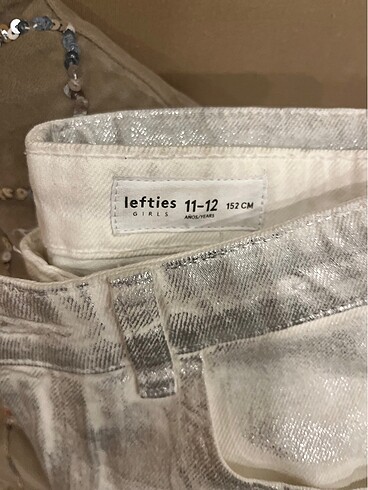 lefties 11–12 152 CM
GIRLS AÑOS/YEARS